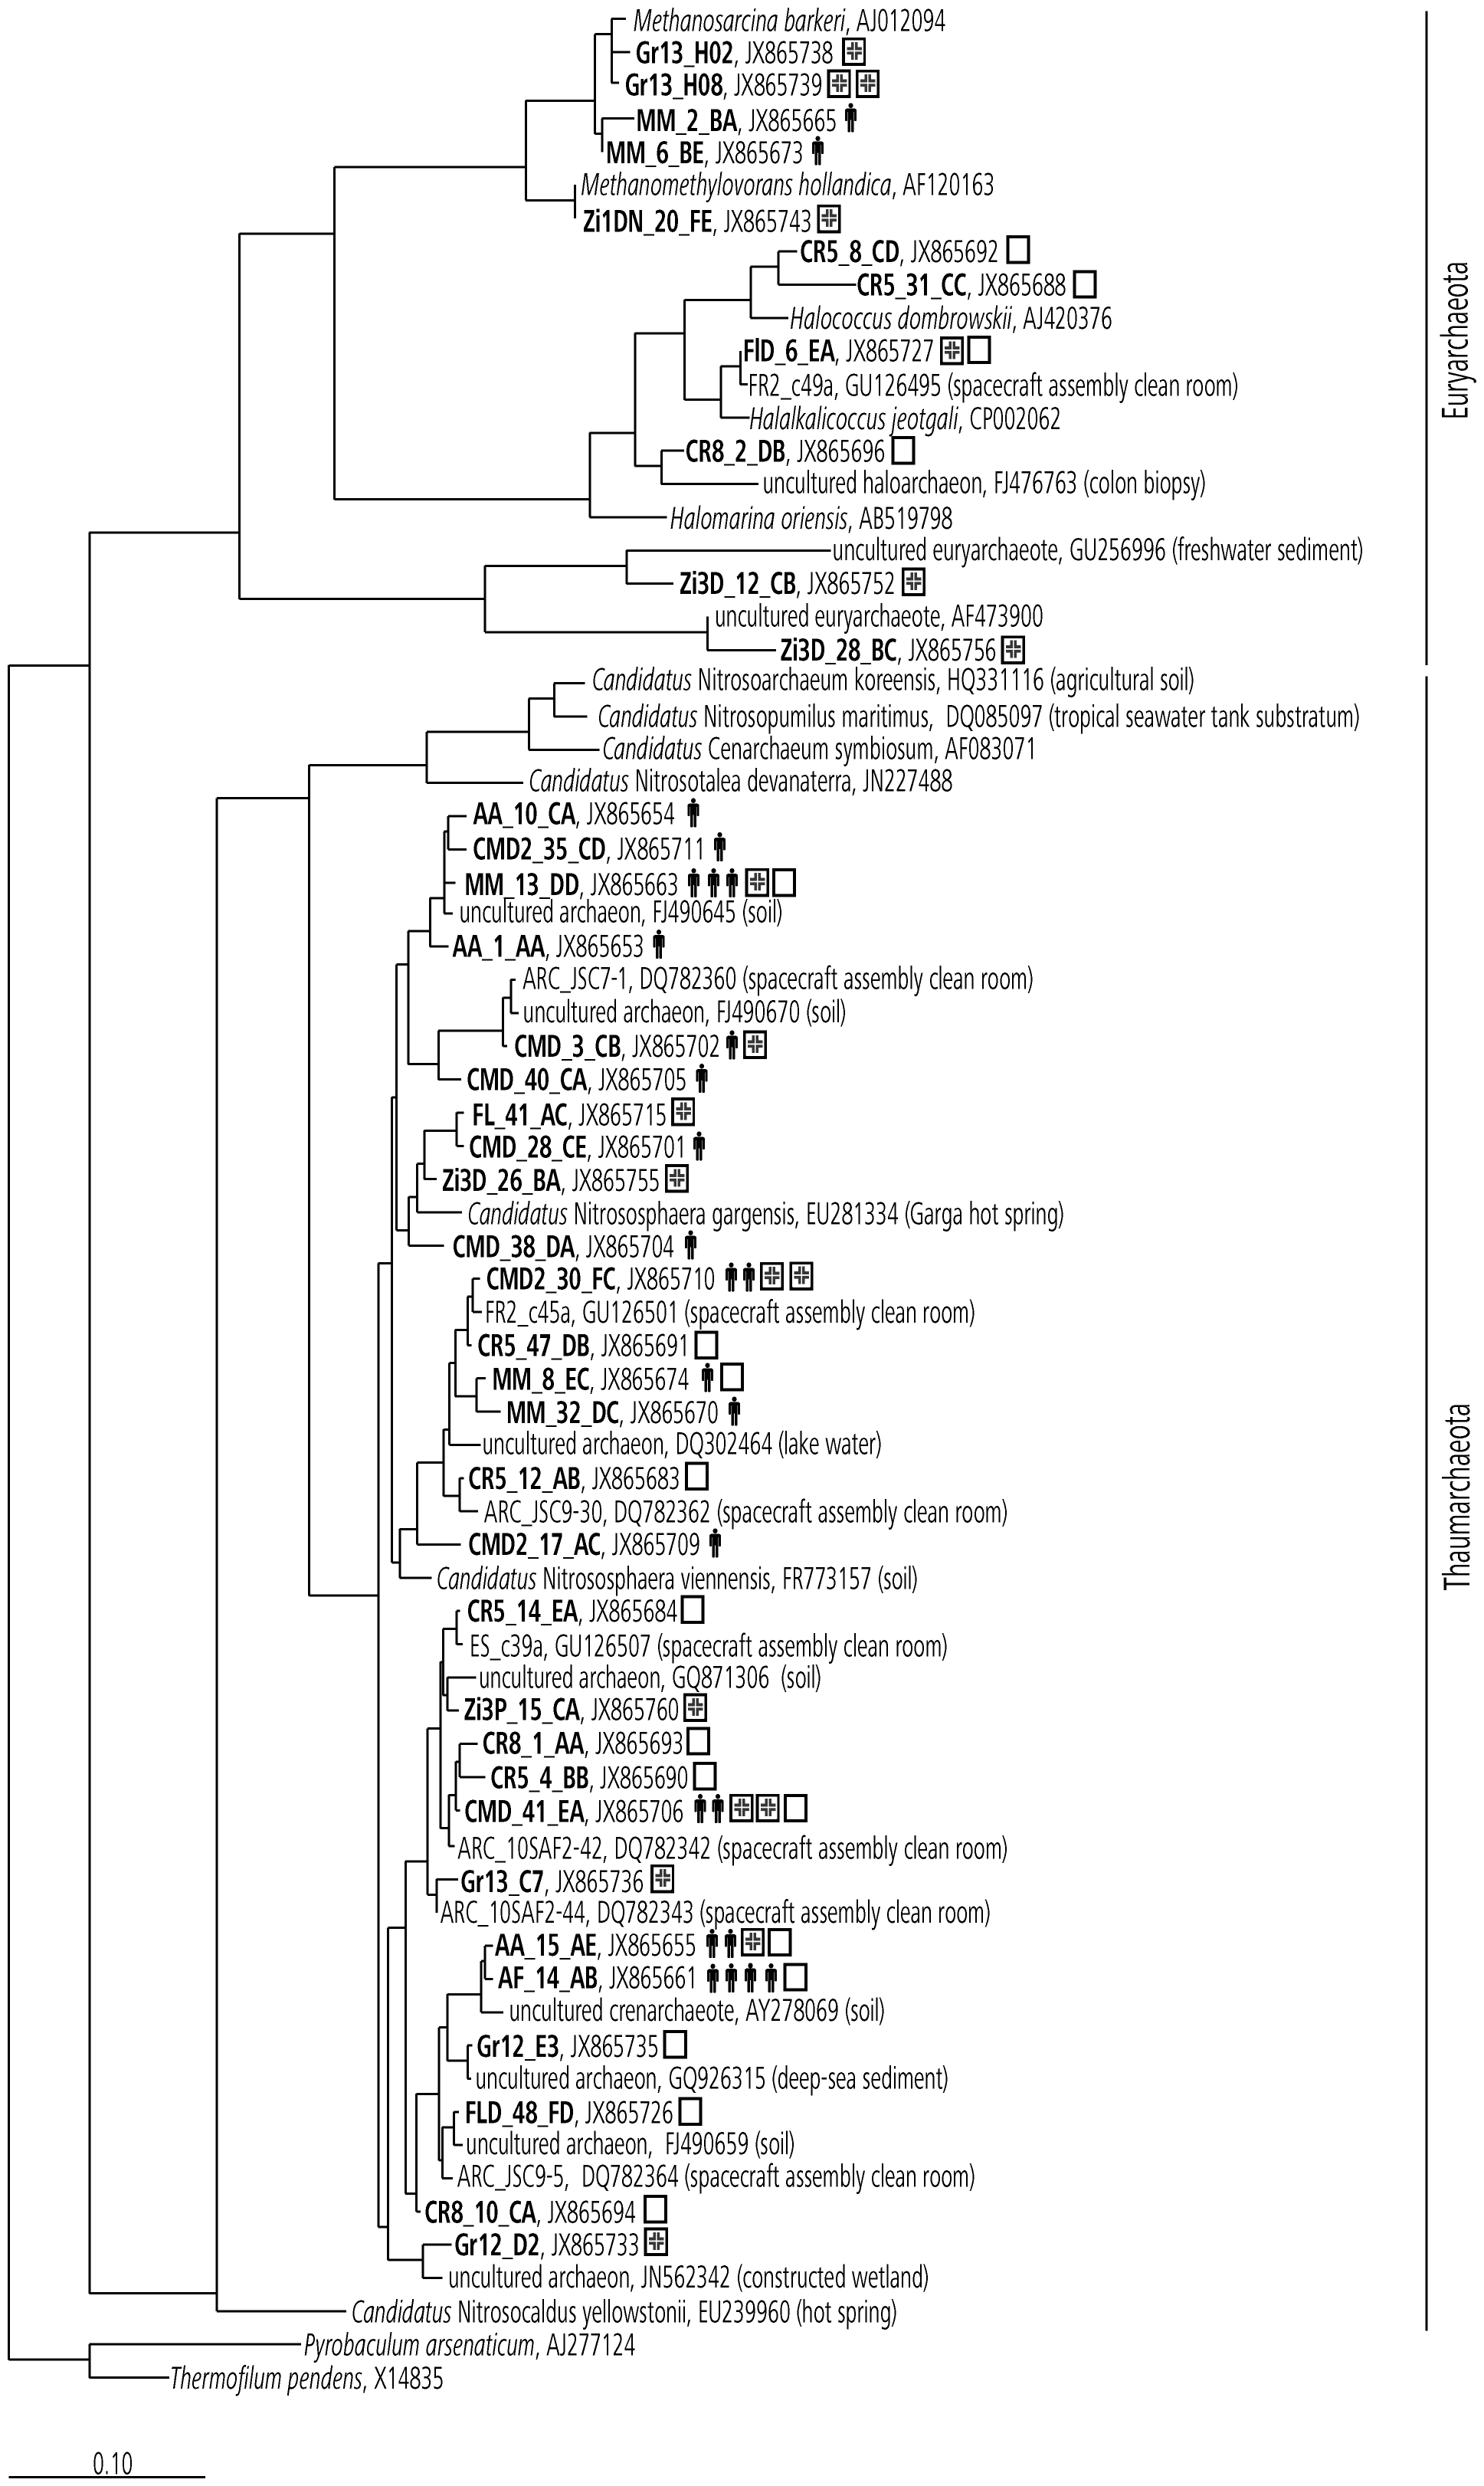 Methanosarcina barkeri, AJ012094
Gr13_H02, JX865738
Gr13_H08, JX865739
MM_2_BA, JX865665
MM_6_BE, JX865673
Methanomethylovorans hollandica, AF120163
Zi1DN_20_FE, JX865743
CR5_8_CD, JX865692
CR5_31_CC, JX865688
Halococcus dombrowskii, AJ420376
FlD_6_EA, JX865727
FR2_c49a, GU126495 (spacecraft assembly clean room)
Halalkalicoccus jeotgali, CP002062
CR8_2_DB, JX865696
uncultured haloarchaeon, FJ476763 (colon biopsy)
Halomarina oriensis, AB519798
uncultured euryarchaeote, GU256996 (freshwater sediment)
Zi3D_12_CB, JX865752
uncultured euryarchaeote, AF473900
Zi3D_28_BC, JX865756
Euryarchaeota
Candidatus Nitrosoarchaeum koreensis, HQ331116 (agricultural soil)
Candidatus Nitrosopumilus maritimus, DQ085097 (tropical seawater tank substratum)
Candidatus Cenarchaeum symbiosum, AF083071
Candidatus Nitrosotalea devanaterra, JN227488
AA_10_CA, JX865654
CMD2_35_CD, JX865711
MM_13_DD, JX865663
uncultured archaeon, FJ490645 (soil)
AA_1_AA, JX865653
ARC_JSC7-1, DQ782360 (spacecraft assembly clean room)
uncultured archaeon, FJ490670 (soil)
CMD_3_CB, JX865702
CMD_40_CA, JX865705
FL_41_AC, JX865715
CMD_28_CE, JX865701
Zi3D_26_BA, JX865755
Candidatus Nitrososphaera gargensis, EU281334 (Garga hot spring)
CMD_38_DA, JX865704
CMD2_30_FC, JX865710
FR2_c45a, GU126501 (spacecraft assembly clean room)
CR5_47_DB, JX865691
MM_8_EC, JX865674
MM_32_DC, JX865670
uncultured archaeon, DQ302464 (lake water)
CR5_12_AB, JX865683
ARC_JSC9-30, DQ782362 (spacecraft assembly clean room)
CMD2_17_AC, JX865709
Candidatus Nitrososphaera viennensis, FR773157 (soil)
CR5_14_EA, JX865684
ES_c39a, GU126507 (spacecraft assembly clean room)
uncultured archaeon, GQ871306 (soil)
Zi3P_15_CA, JX865760
CR8_1_AA, JX865693
CR5_4_BB, JX865690
CMD_41_EA, JX865706
ARC_10SAF2-42, DQ782342 (spacecraft assembly clean room)
Gr13_C7, JX865736
ARC_10SAF2-44, DQ782343 (spacecraft assembly clean room)
AA_15_AE, JX865655
AF_14_AB, JX865661
uncultured crenarchaeote, AY278069 (soil)
Gr12_E3, JX865735
uncultured archaeon, GQ926315 (deep-sea sediment)
FLD_48_FD, JX865726
uncultured archaeon, FJ490659 (soil)
ARC_JSC9-5, DQ782364 (spacecraft assembly clean room)
CR8_10_CA, JX865694
Gr12_D2, JX865733
uncultured archaeon, JN562342 (constructed wetland)
Candidatus Nitrosocaldus yellowstonii, EU239960 (hot spring)
Thaumarchaeota
Pyrobaculum arsenaticum, AJ277124
Thermofilum pendens, X14835
0.10